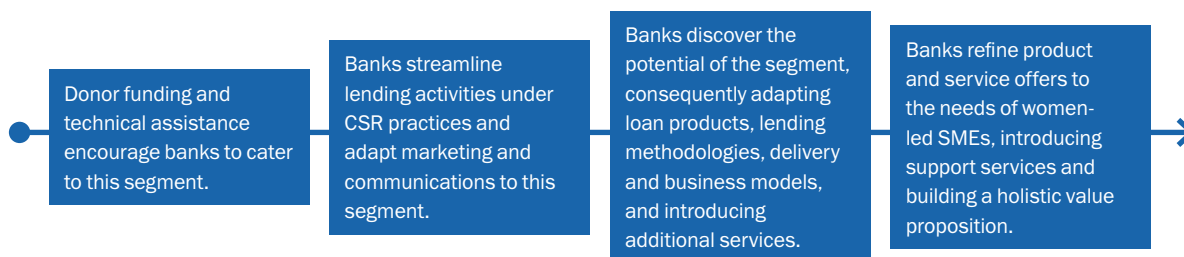 Donor funding and
technical assistance
encourage banks to cater
to this segment.
Banks streamline
lending activities under
CSR practices and
adapt marketing and
communications to this
segment.
Banks discover the
potential of the segment,
consequently adapting
loan products, lending
methodologies, delivery
and business models,
and introducing
additional services.
Banks refine product
and service offers to
the needs of women-
led SMEs, introducing
support services and
building a holistic value
proposition.